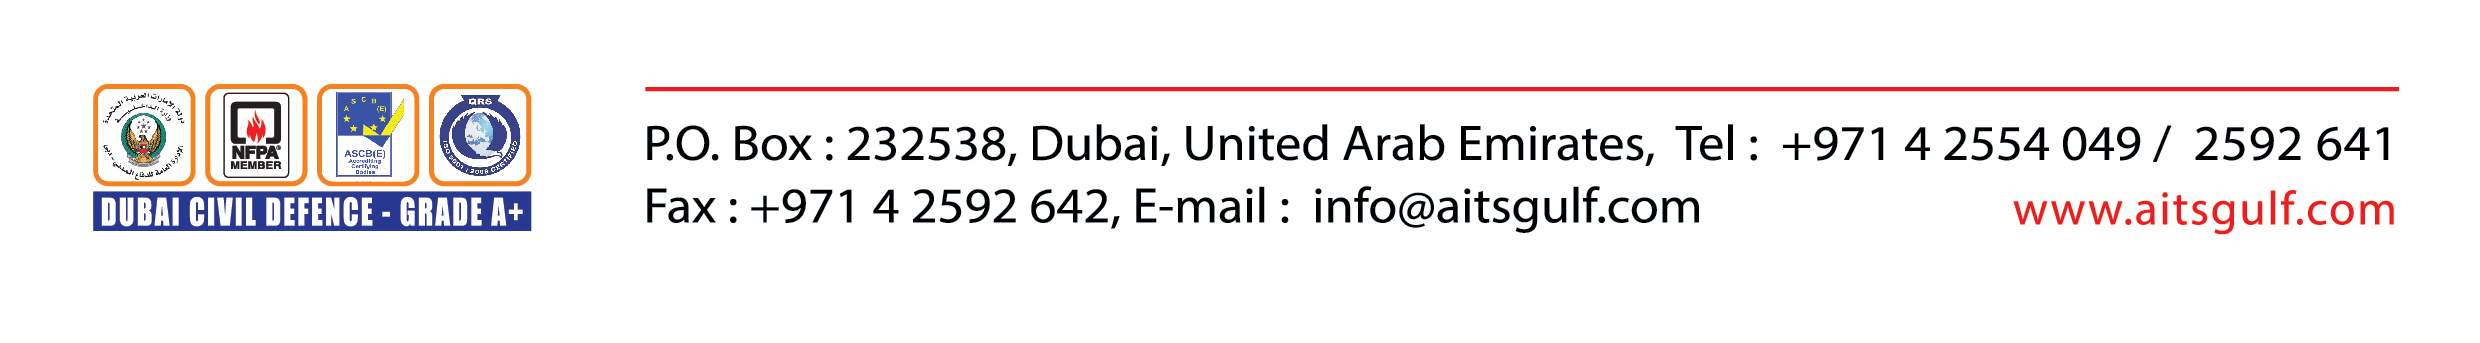 دولة الإمارات العربية المتحدة
وزارة الداخلية
الإدارة العامة للدفاع المدني - دبي
NFPA®
MEMBER
A S C B (E)
ASCB(E)
Accrediting
Certifying
Bodies
QRS
ISO 9001 : 2008 CERTIFIED
DUBAI CIVIL DEFENCE - GRADE A+
P.O. Box : 232538, Dubai, United Arab Emirates, Tel : +971 4 2554 049 / 2592 641
Fax : +971 4 2592 642, E-mail : info@aitsgulf.com
www.aitsgulf.com